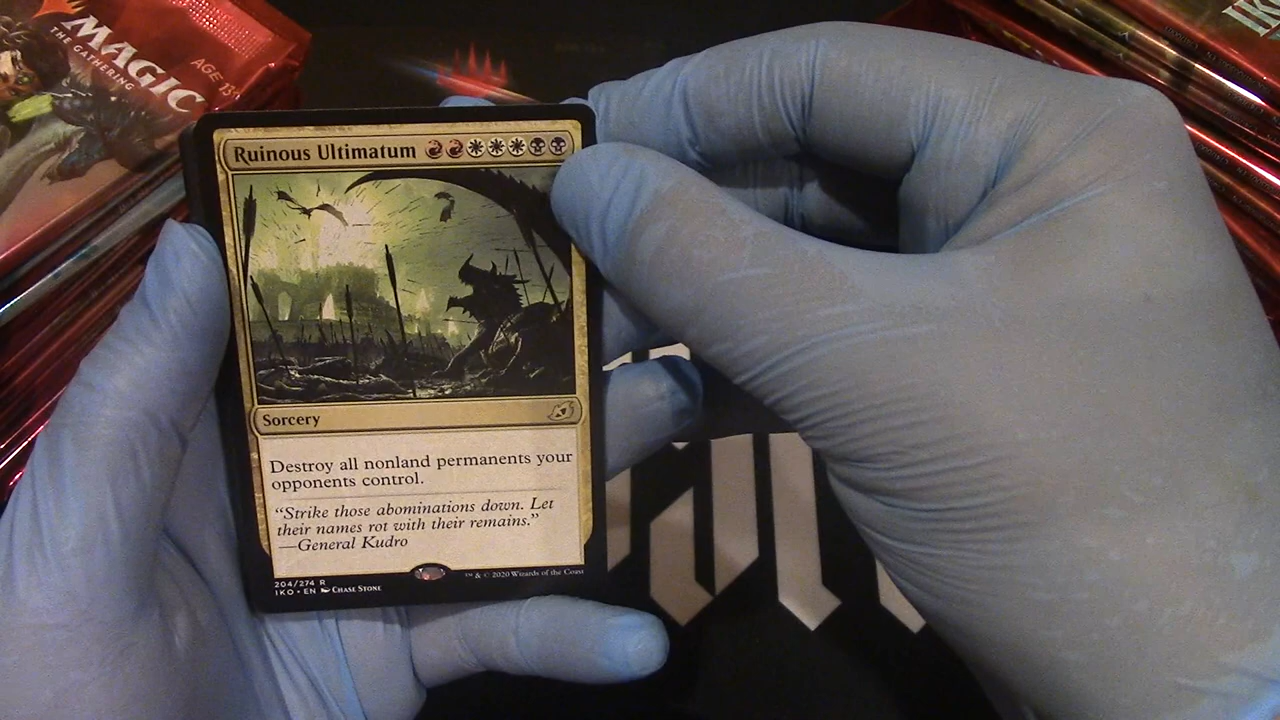 MAGIC
THE GATHERING
AGE 13+
Ruinous Ultimatum
Sorcery
Destroy all nonland permanents your
opponents control.
“Strike those abominations down. Let
their names rot with their remains.”
—General Kudro
204/274 R
IKO • EN CHASE STONE
™ & © 2020 Wizards of the Coast